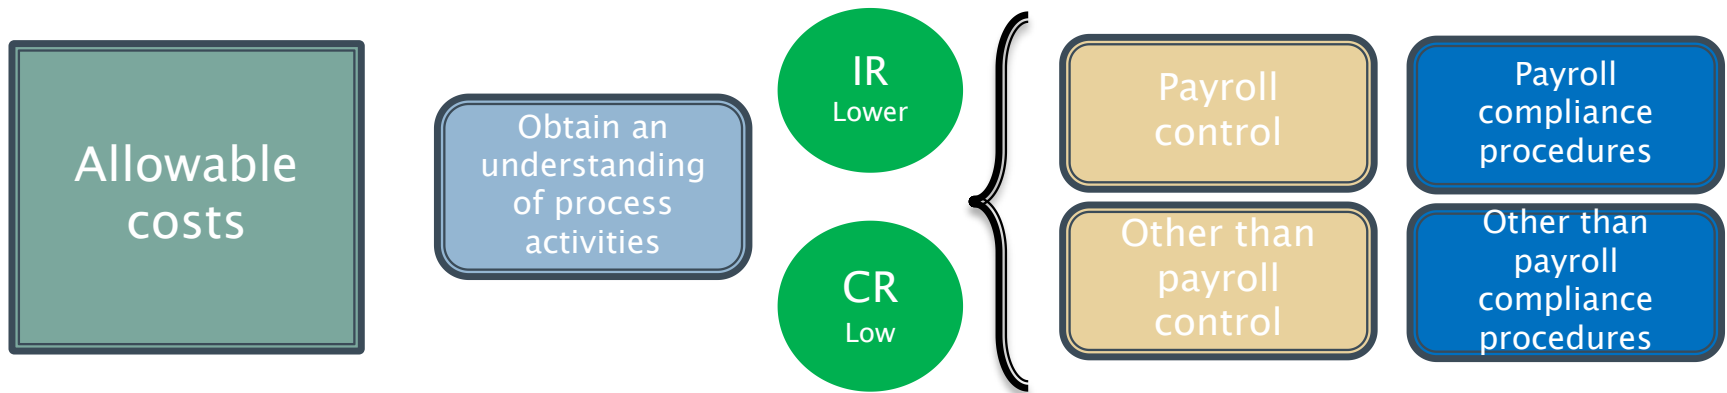 Allowable
costs
Obtain an
understanding
of process
activities
IR
Lower
CR
Low
Payroll
control
Other than
payroll
control
Payroll
compliance
procedures
Other than
payroll
compliance
procedures